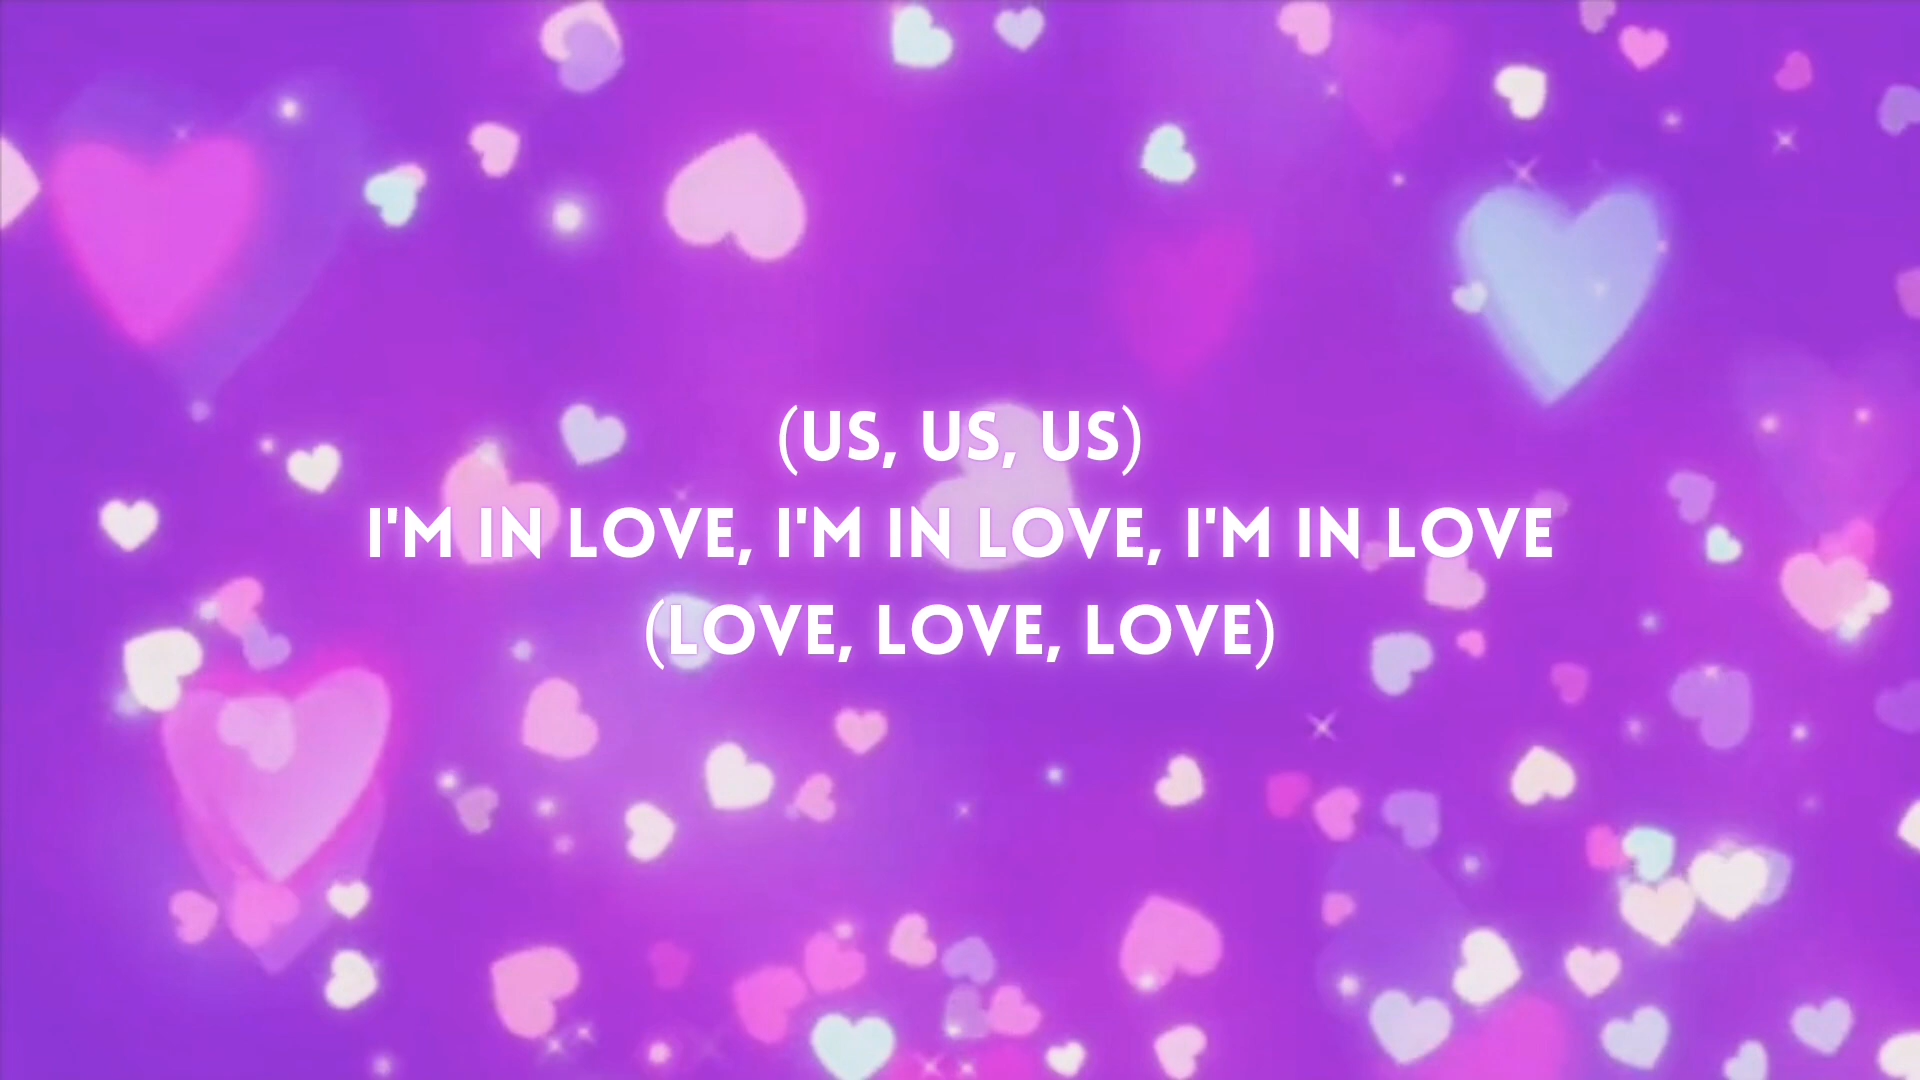 (US, US, US)
I'M IN LOVE, I'M IN LOVE, I'M IN LOVE
(LOVE, LOVE, LOVE)